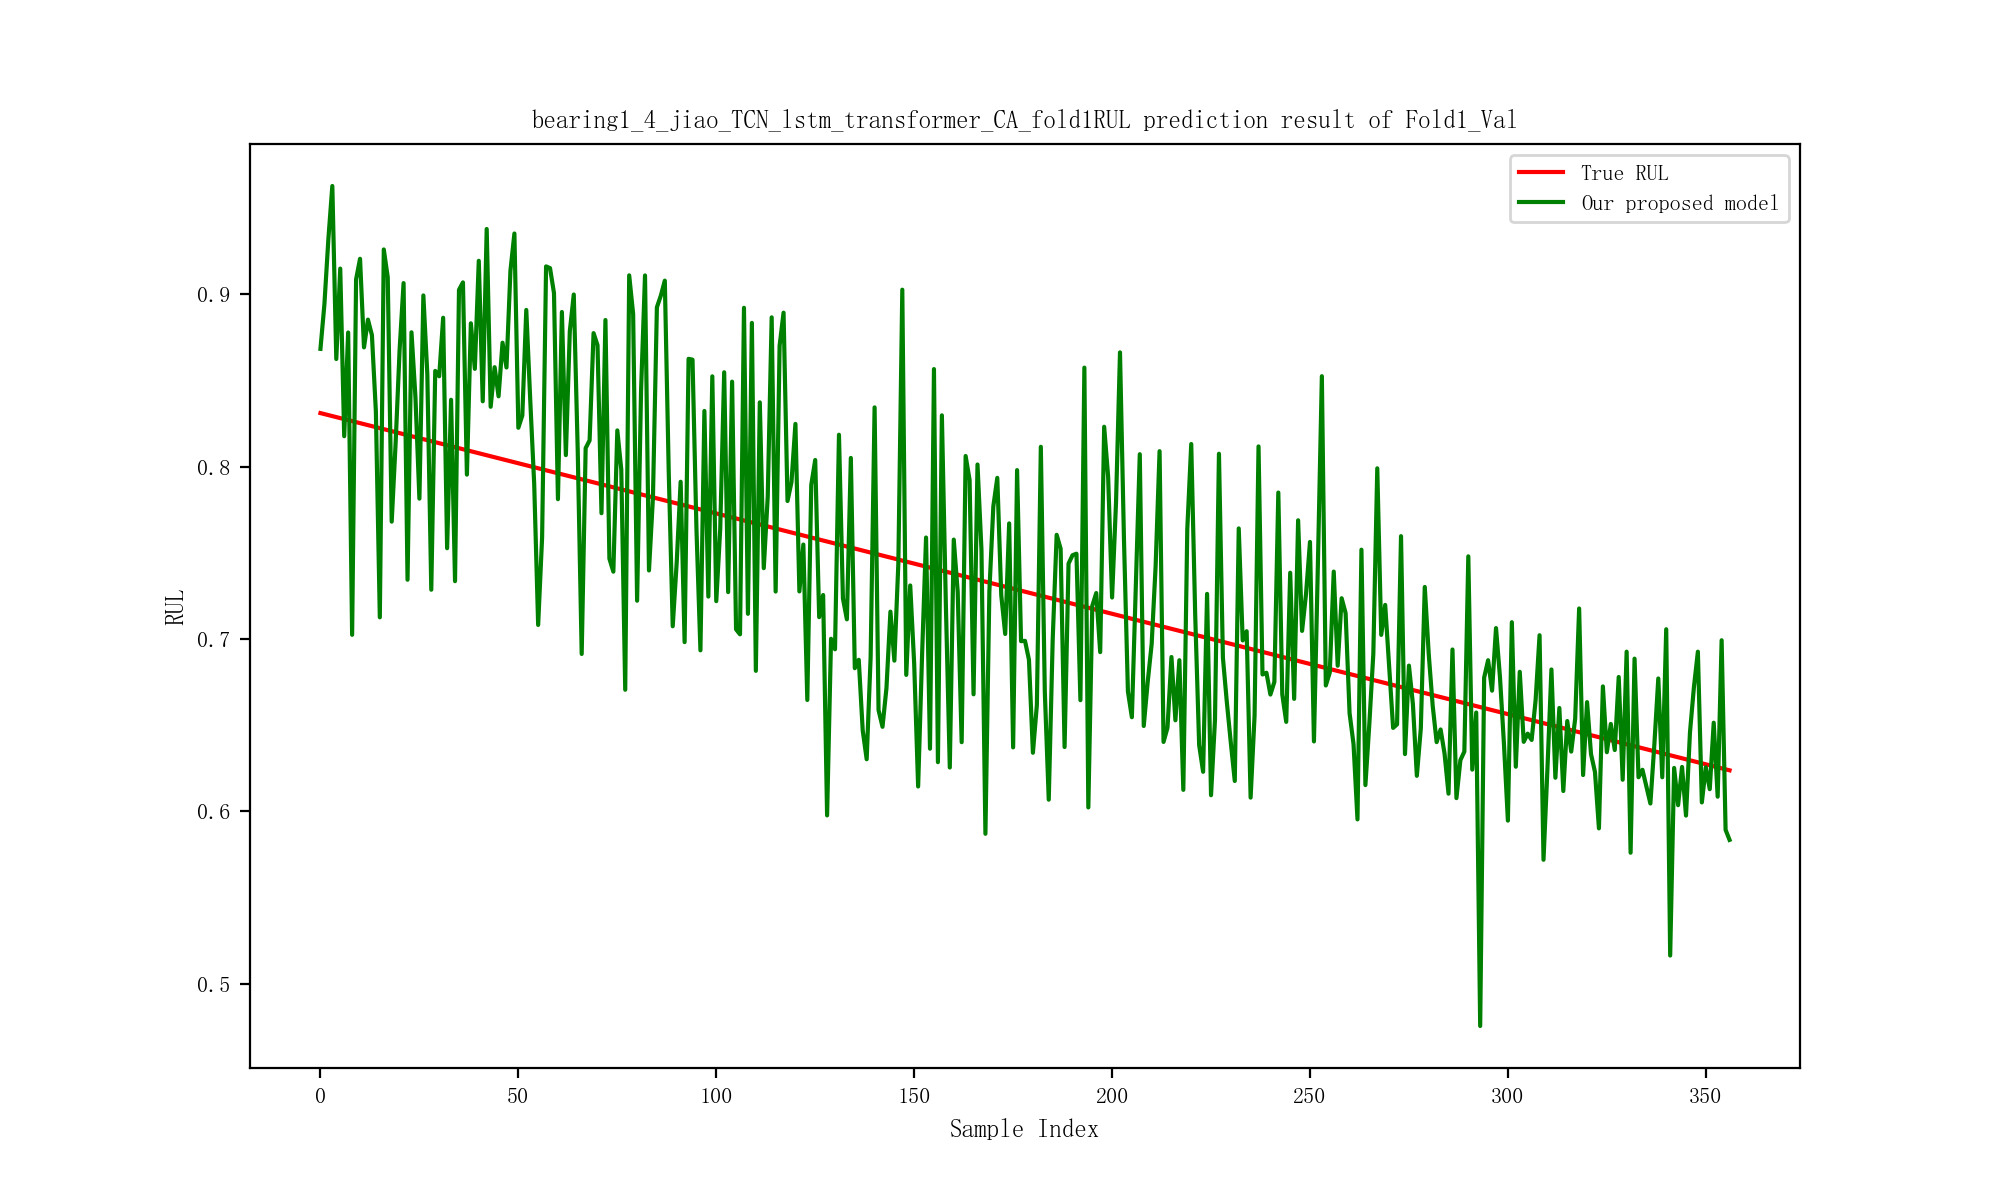 bearing1_4_jiao_TCN_lstm_transformer_CA_fold1RUL prediction result of Fold1_Val
True RUL
Our proposed model
0.9
0.8
0.7
0.6
0.5
RUL
0 50 100 150 200 250 300 350
Sample Index